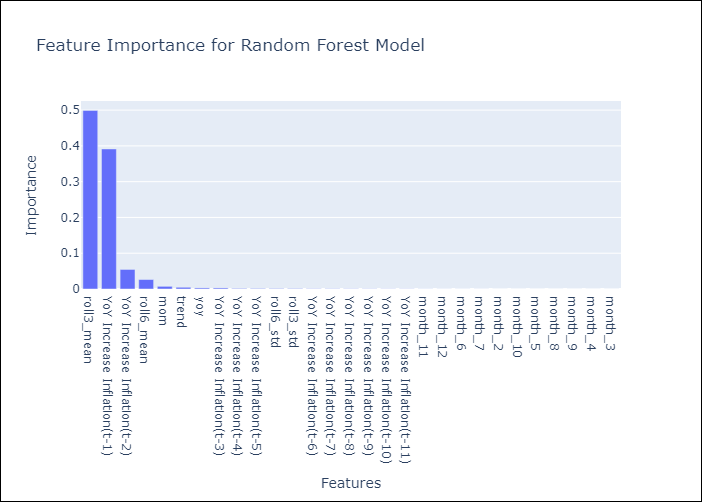 Feature Importance for Random Forest Model
Importance
0.5
0.4
0.3
0.2
0.1
0
roll3_mean
YoY Increase Inflation(t-1)
YoY Increase Inflation(t-2)
roll6_mean
mom
trend
yoy
YoY Increase Inflation(t-3)
YoY Increase Inflation(t-4)
YoY Increase Inflation(t-5)
roll6_std
roll3_std
YoY Increase Inflation(t-6)
YoY Increase Inflation(t-7)
YoY Increase Inflation(t-8)
YoY Increase Inflation(t-9)
YoY Increase Inflation(t-10)
YoY Increase Inflation(t-11)
month_11
month_12
month_6
month_7
month_2
month_10
month_5
month_8
month_9
month_4
month_3
Features